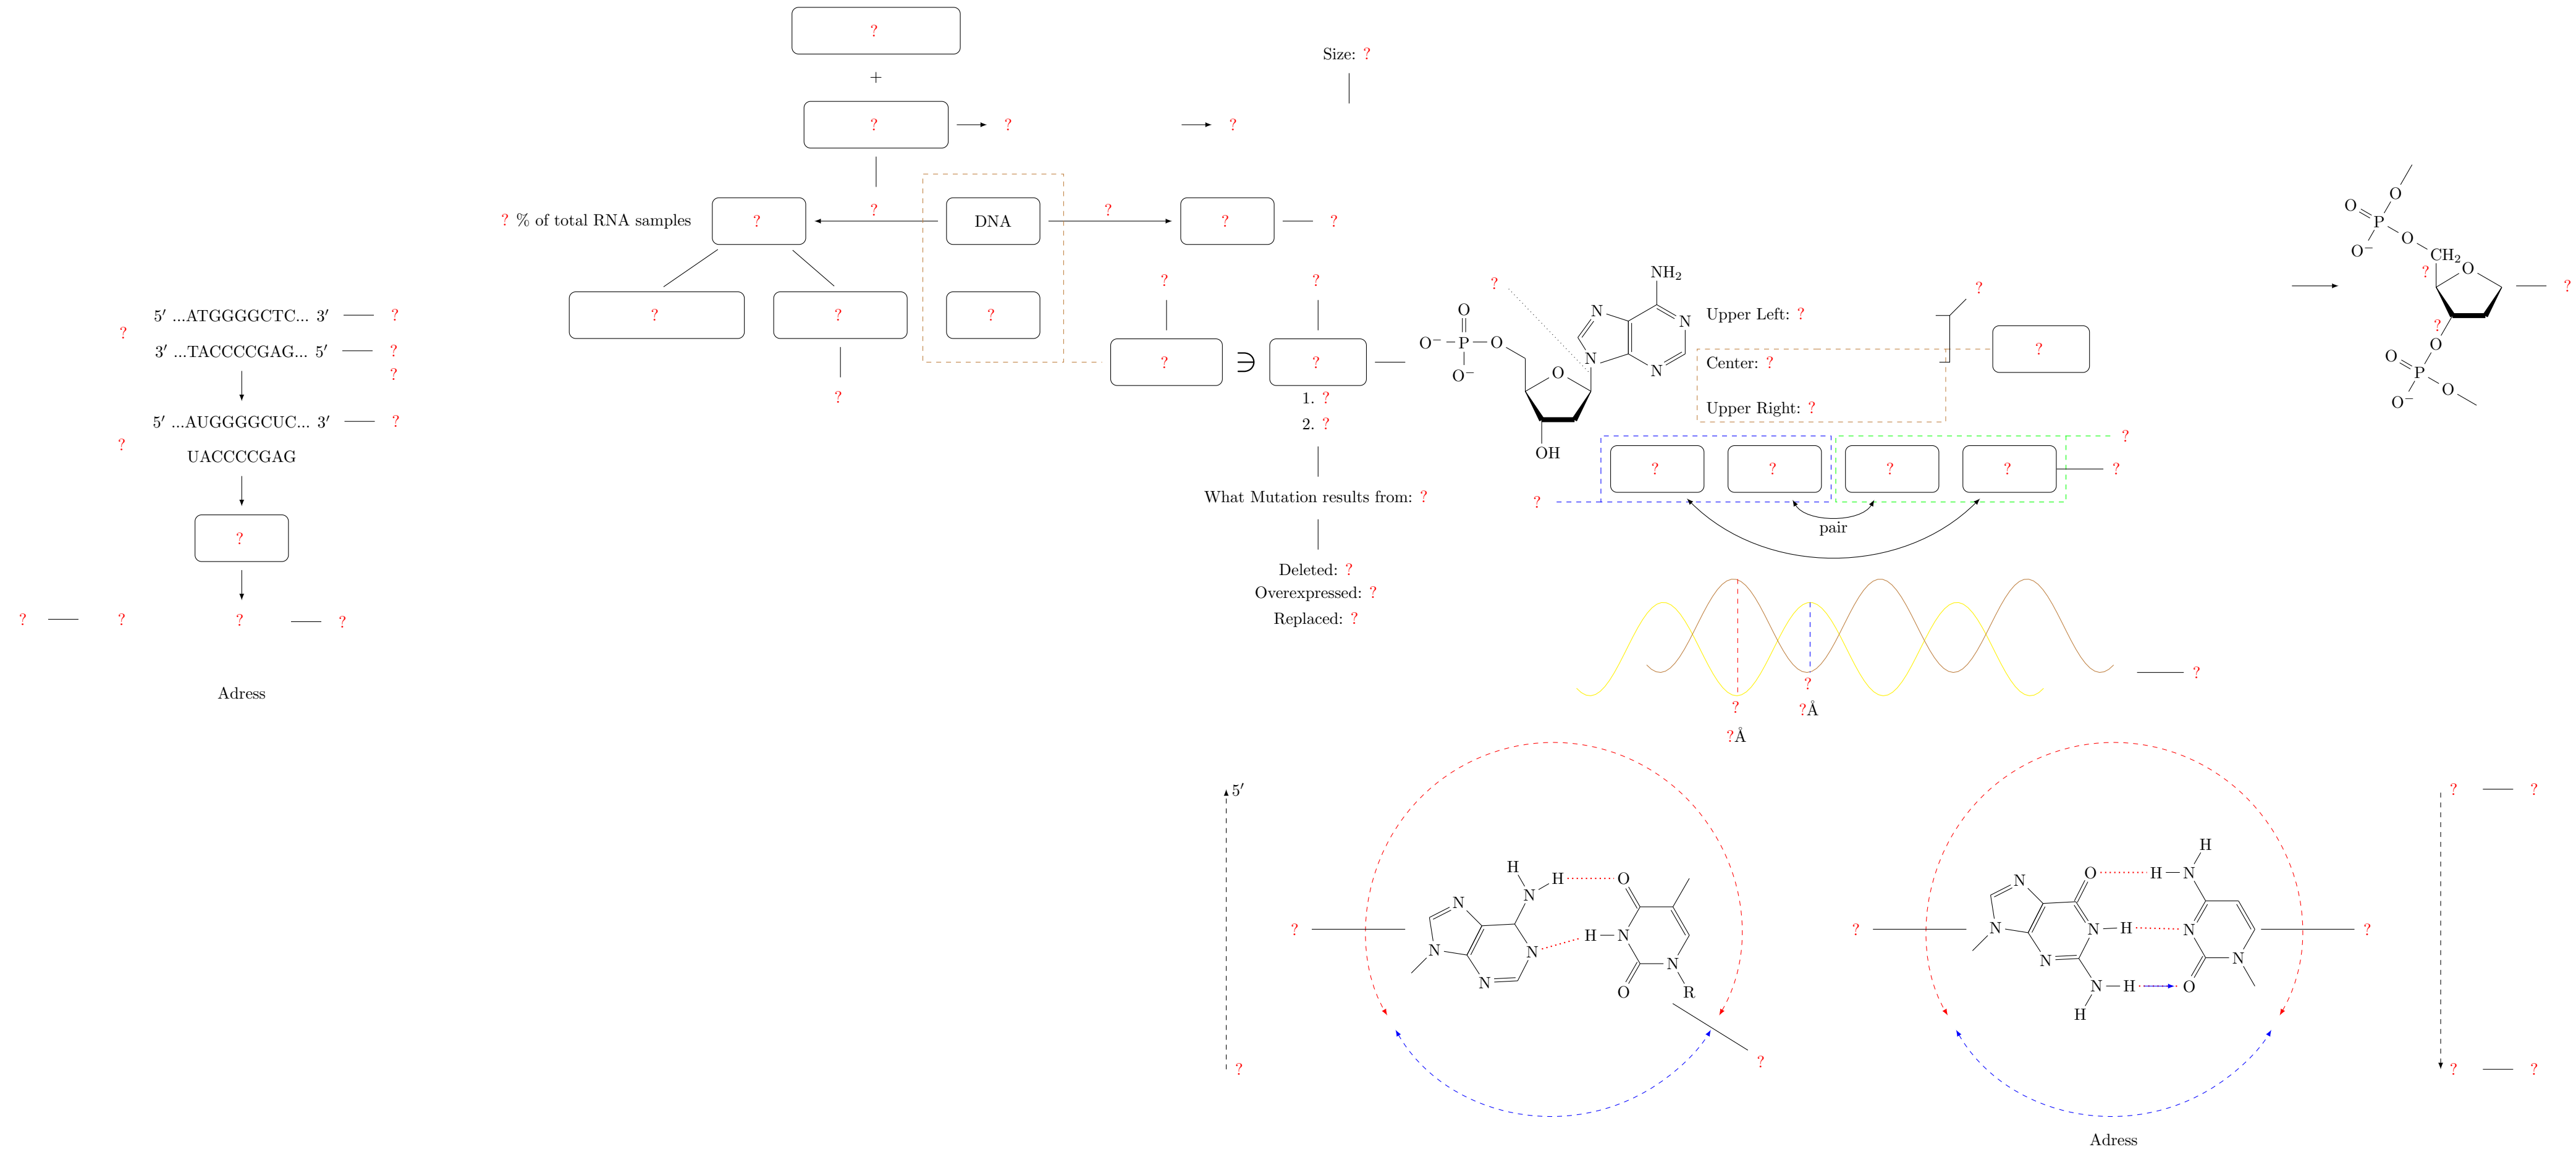 ?
Size: ?
+
? ? ?
? % of total RNA samples ? ? DNA ? ? ?
? ? ?
? ?
5′ ...ATGGGGCTC... 3′ ?
?
3′ ...TACCCCGAG... 5′ ?
?
5′ ...AUGGGGCUC... 3′ ?
?
UACCCCGAG
?
? ? ? ?
Adress
? ∋ ?
?
1. ?
2. ?
What Mutation results from: ?
Deleted: ?
Overexpressed: ?
Replaced: ?
?
NH2
N
N
N
N
O
O− P O
O−
O
OH
Upper Left: ?
?
Center: ?
?
Upper Right: ?
?
? ? ? ? ?
?
pair
O
O
P
O
O−
CH2
?
O
?
?
O
O
P
O
O−
?
?
?Å
?
?Å
5′
?
?
H
H
N
O
N
N
N
N
H
N
O
N
R
?
?
N
O
H
N
H
N
N
H
N
N
N
H
N
H
O
?
? ?
? ?
Adress